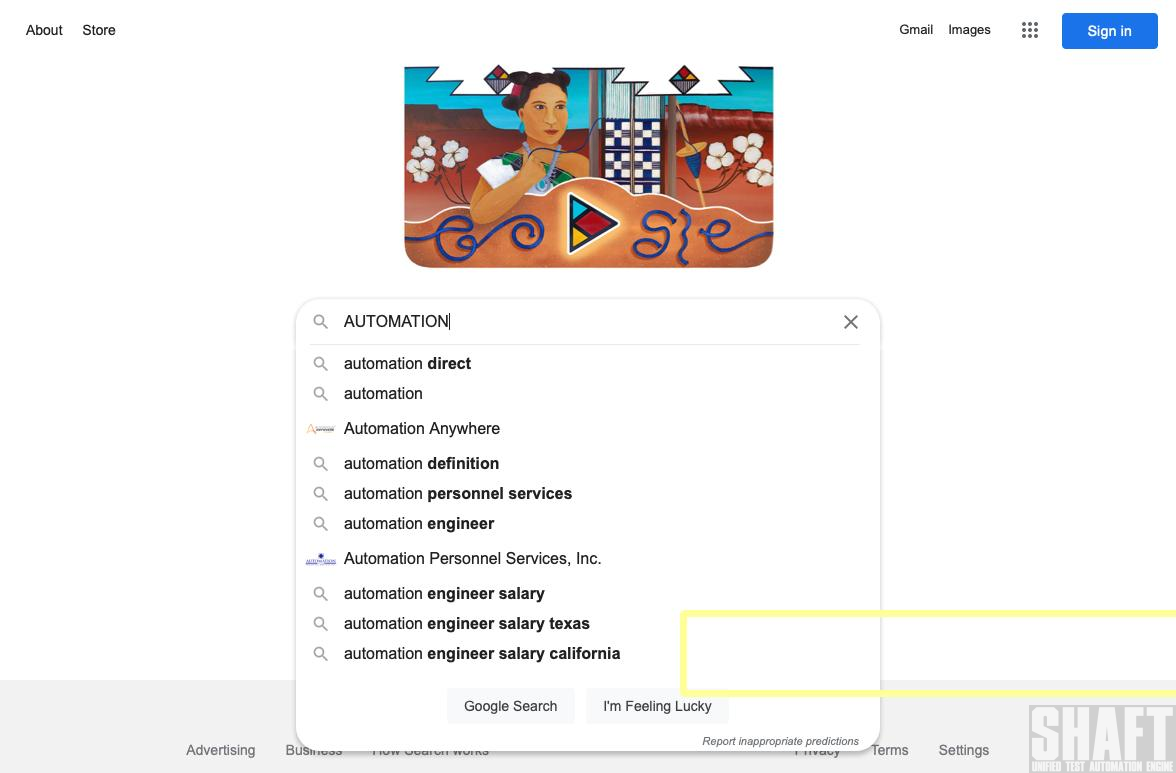 About Store
Gmail Images
Sign in
AUTOMATION
automation direct
automation
Automation Anywhere
automation definition
automation personnel services
automation engineer
AUTOMATION
Automation Personnel Services, Inc.
automation engineer salary
automation engineer salary texas
automation engineer salary california
Google Search I'm Feeling Lucky
Report inappropriate predictions
Advertising Business How Search works Privacy Terms Settings
SHAFT
UNIFIED TEST AUTOMATION ENGINE